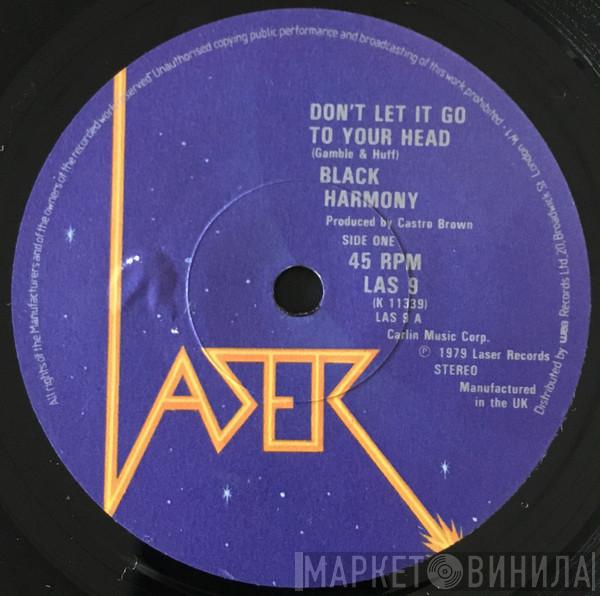 All rights of the Manufacturers and of the owners of the recorded work reserved Unauthorised copying public performance and broadcasting of this work prohibited.
DON'T LET IT GO
TO YOUR HEAD
(Gamble & Huff)
BLACK
HARMONY
Produced by Castro Brown
SIDE ONE
45 RPM
LAS 9
(K 11339)
LAS 9 A
Carlin Music Corp.
℗ 1979 Laser Records
STEREO
Manufactured
in the UK
Distributed by wea Records Ltd, 20, Broadwick St. London W1
LASER
МАРКЕТ ВИНИЛА